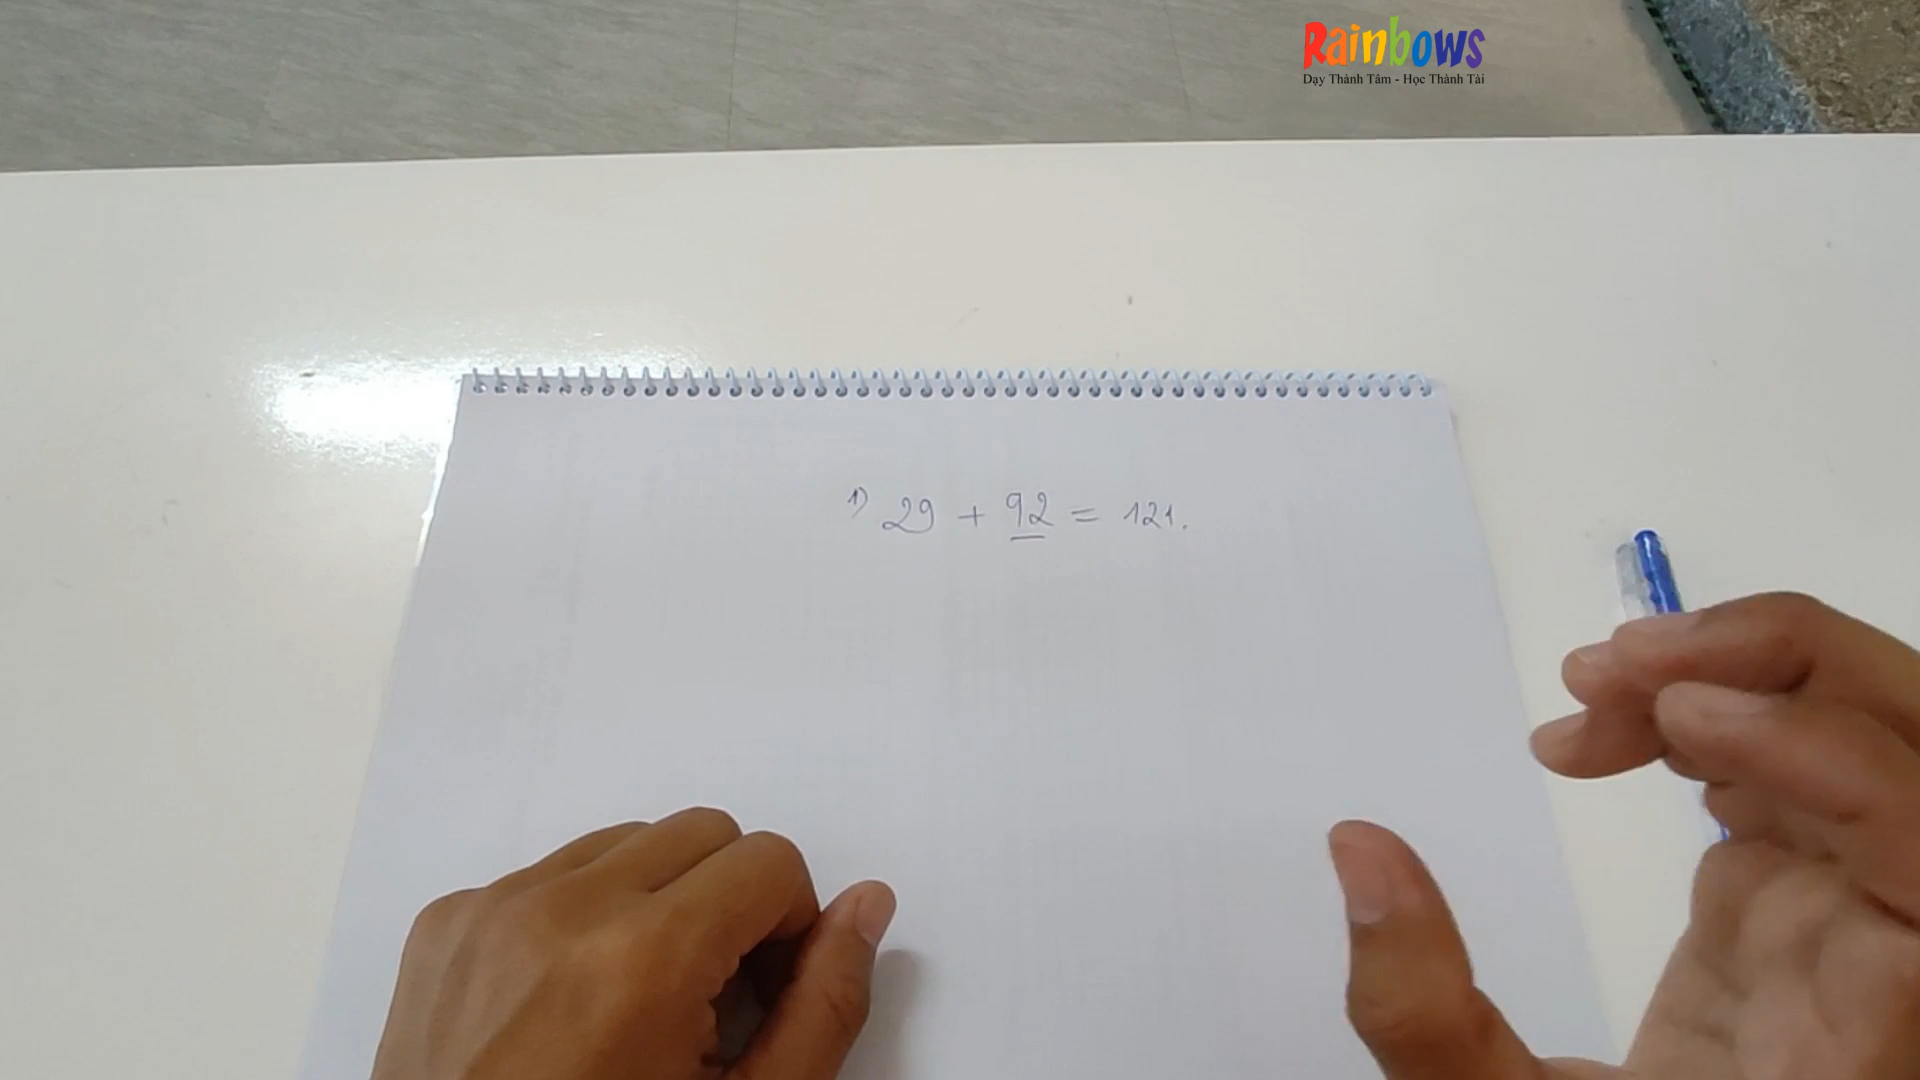 Rainbows
Dạy Thành Tâm - Học Thành Tài
1) 29 + 92 = 121.